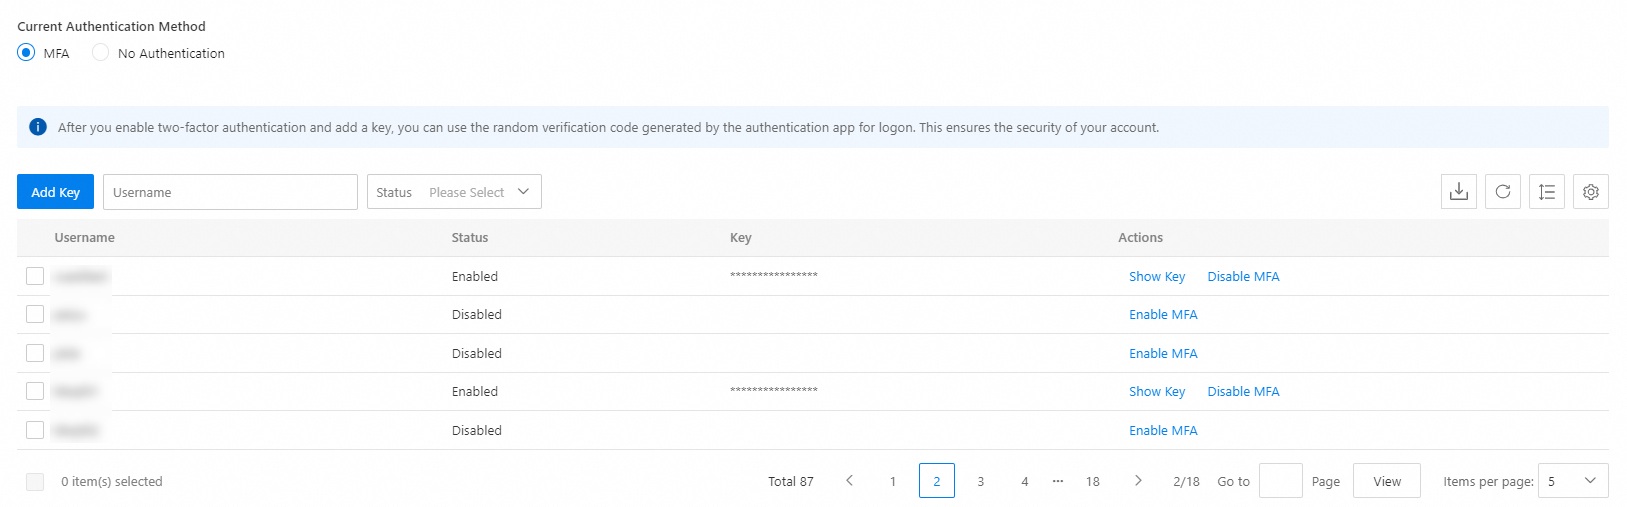 Current Authentication Method
MFA No Authentication
After you enable two-factor authentication and add a key, you can use the random verification code generated by the authentication app for logon. This ensures the security of your account.
Add Key Username Status Please Select
Username Status Key Actions
Enabled **************** Show Key Disable MFA
Disabled Enable MFA
Disabled Enable MFA
Enabled **************** Show Key Disable MFA
Disabled Enable MFA
0 item(s) selected Total 87 1 2 3 4 ··· 18 2/18 Go to Page View Items per page: 5